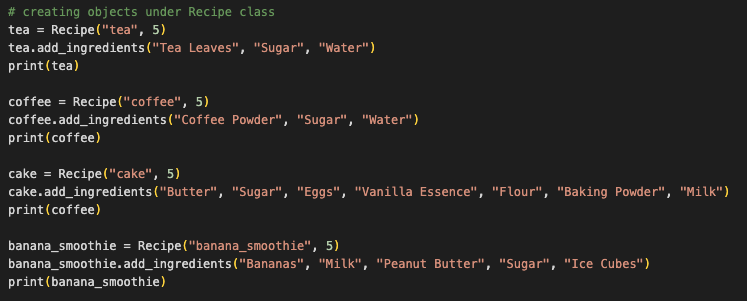 # creating objects under Recipe class
tea = Recipe("tea", 5)
tea.add_ingredients("Tea Leaves", "Sugar", "Water")
print(tea)
coffee = Recipe("coffee", 5)
coffee.add_ingredients("Coffee Powder", "Sugar", "Water")
print(coffee)
cake = Recipe("cake", 5)
cake.add_ingredients("Butter", "Sugar", "Eggs", "Vanilla Essence", "Flour", "Baking Powder", "Milk")
print(coffee)
banana_smoothie = Recipe("banana_smoothie", 5)
banana_smoothie.add_ingredients("Bananas", "Milk", "Peanut Butter", "Sugar", "Ice Cubes")
print(banana_smoothie)